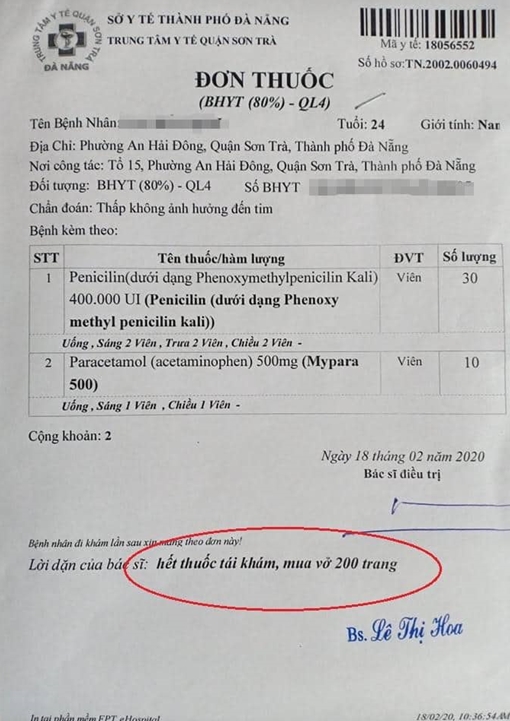 TRUNG TÂM Y TẾ QUẬN SƠN TRÀ
ĐÀ NẴNG
SỞ Y TẾ THÀNH PHỐ ĐÀ NẴNG
TRUNG TÂM Y TẾ QUẬN SƠN TRÀ
Mã y tế: 18056552
Số hồ sơ:TN.2002.0060494
ĐƠN THUỐC
(BHYT (80%) - QL4)
Tên Bệnh Nhân: Tuổi: 24 Giới tính: Nam
Địa Chỉ: Phường An Hải Đông, Quận Sơn Trà, Thành phố Đà Nẵng
Nơi công tác: Tổ 15, Phường An Hải Đông, Quận Sơn Trà, Thành phố Đà Nẵng
Đối tượng: BHYT (80%) - QL4 Số BHYT
Chẩn đoán: Thấp không ảnh hưởng đến tim
Bệnh kèm theo:
STT Tên thuốc/hàm lượng ĐVT Số lượng
1 Penicilin(dưới dạng Phenoxymethylpenicilin Kali) Viên 30
400.000 UI (Penicilin (dưới dạng Phenoxy
methyl penicilin kali))
Uống , Sáng 2 Viên , Trưa 2 Viên , Chiều 2 Viên -
2 Paracetamol (acetaminophen) 500mg (Mypara Viên 10
500)
Uống , Sáng 1 Viên , Chiều 1 Viên -
Cộng khoản: 2
Ngày 18 tháng 02 năm 2020
Bác sĩ điều trị
Bệnh nhân đi khám lần sau xin mang theo đơn này!
Lời dặn của bác sĩ: hết thuốc tái khám, mua vở 200 trang
Bs. Lê Thị Hoa
In tại phần mềm FPT.eHospital
18/02/20, 10:36:54AM